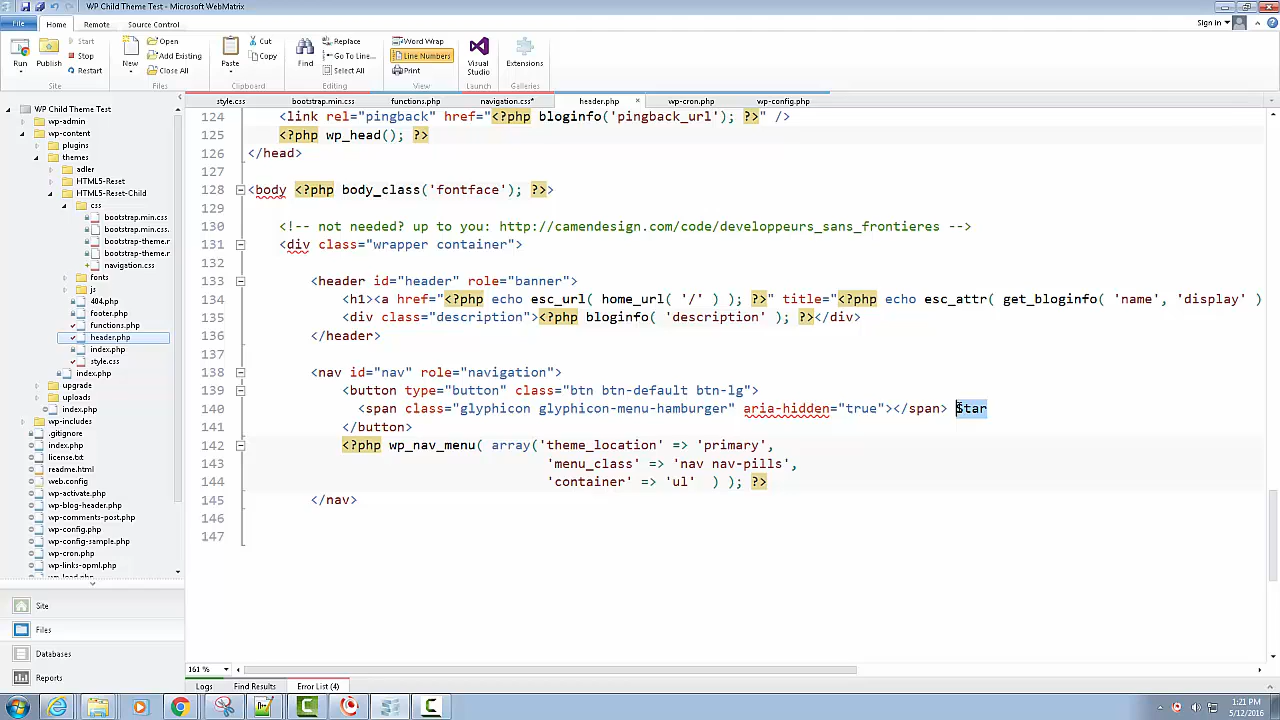 WP Child Theme Test - Microsoft WebMatrix
File Home Remote Source Control Sign in
Run Publish Start Stop Restart New Open Add Existing Close All Paste Cut Copy Find Replace Go To Line... Select All Word Wrap Line Numbers Print Visual Studio Extensions
Site Files Clipboard Editing View Launch Galleries
style.css bootstrap.min.css functions.php navigation.css* header.php × wp-cron.php wp-config.php
WP Child Theme Test
wp-admin
wp-content
plugins
themes
adler
HTML5-Reset
HTML5-Reset-Child
css
bootstrap.min.css
bootstrap.min.css.
bootstrap-theme.r
bootstrap-theme.r
navigation.css
fonts
js
404.php
footer.php
functions.php
header.php
index.php
style.css
index.php
upgrade
uploads
index.php
wp-includes
.gitignore
index.php
license.txt
readme.html
web.config
wp-activate.php
wp-blog-header.php
wp-comments-post.php
wp-config.php
wp-config-sample.php
wp-cron.php
wp-links-opml.php
wp-load.php
Site
Files
Databases
Reports
124 <link rel="pingback" href="<?php bloginfo('pingback_url'); ?>" />
125 <?php wp_head(); ?>
126 </head>
127
128 <body <?php body_class('fontface'); ?>>
129
130 <!-- not needed? up to you: http://camendesign.com/code/developpeurs_sans_frontieres -->
131 <div class="wrapper container">
132
133 <header id="header" role="banner">
134 <h1><a href="<?php echo esc_url( home_url( '/' ) ); ?>" title="<?php echo esc_attr( get_bloginfo( 'name', 'display' )
135 <div class="description"><?php bloginfo( 'description' ); ?></div>
136 </header>
137
138 <nav id="nav" role="navigation">
139 <button type="button" class="btn btn-default btn-lg">
140 <span class="glyphicon glyphicon-menu-hamburger" aria-hidden="true"></span> Star
141 </button>
142 <?php wp_nav_menu( array('theme_location' => 'primary',
143 'menu_class' => 'nav nav-pills',
144 'container' => 'ul' ) ); ?>
145 </nav>
146
147
161 %
Logs Find Results Error List (4)
1:21 PM
5/12/2016